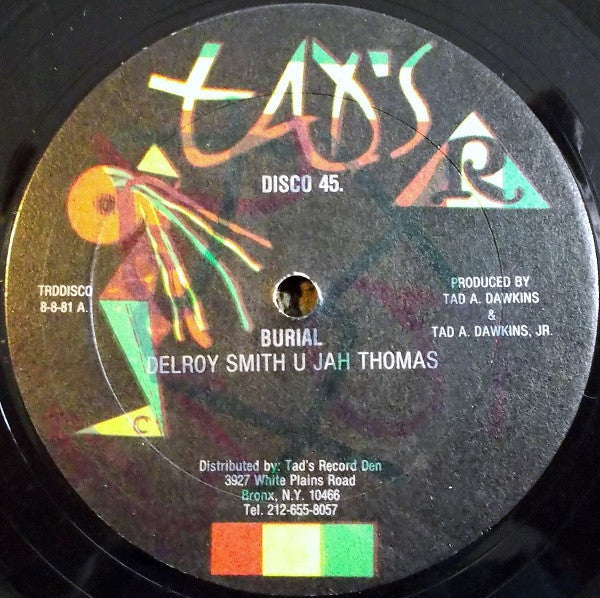 TAD'S
R
DISCO 45.
TRDDISCO
8-8-81 A.
PRODUCED BY
TAD A. DAWKINS
&
TAD A. DAWKINS, JR.
BURIAL
DELROY SMITH U JAH THOMAS
C
Distributed by: Tad's Record Den
3927 White Plains Road
Bronx, N.Y. 10466
Tel. 212-655-8057